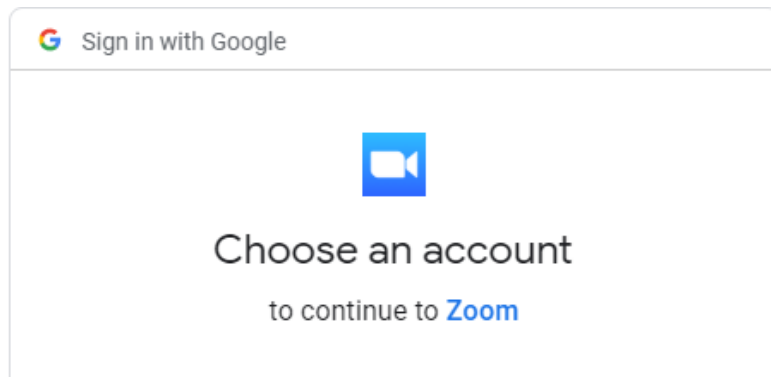 Sign in with Google
Choose an account
to continue to Zoom